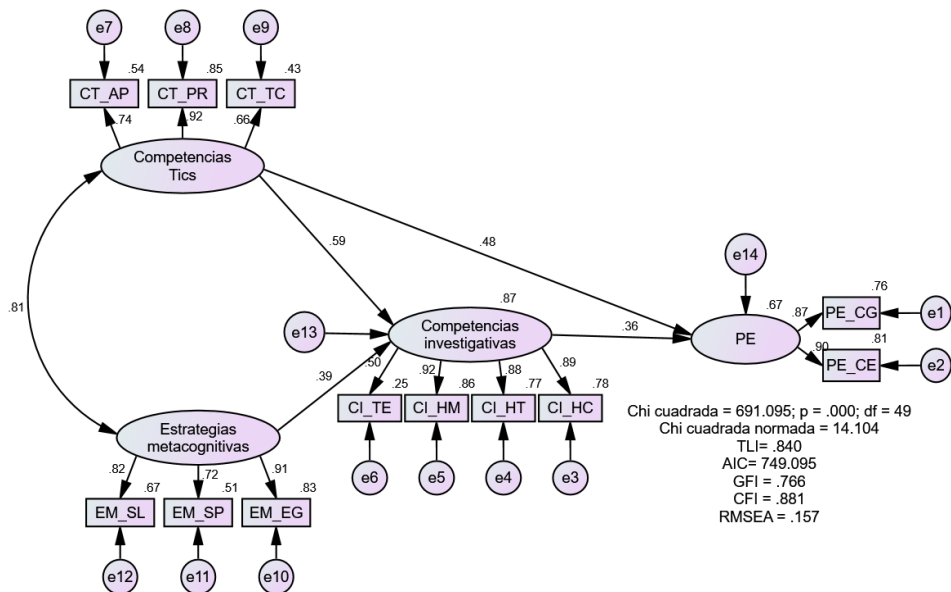 e7
e8
e9
.54
.85
.43
CT_AP
CT_PR
CT_TC
.74
.92
.66
Competencias
Tics
.59
.48
.81
e14
.87
.67
.76
e13
Competencias
investigativas
.36
PE
.87
PE_CG
e1
.90
.81
PE_CE
e2
.39
.50
.92
.88
.89
.25
.86
.77
.78
CI_TE
CI_HM
CI_HT
CI_HC
e6
e5
e4
e3
Estrategias
metacognitivas
.82
.72
.91
.67
.51
.83
EM_SL
EM_SP
EM_EG
e12
e11
e10
Chi cuadrada = 691.095; p = .000; df = 49
Chi cuadrada normada = 14.104
TLI= .840
AIC= 749.095
GFI = .766
CFI = .881
RMSEA = .157